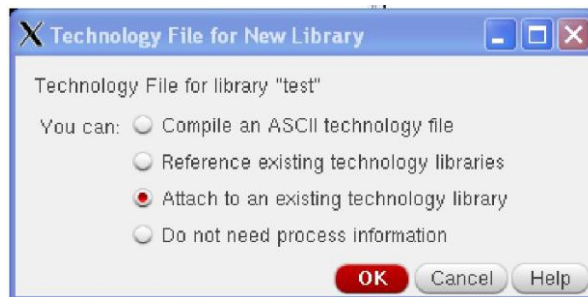 Technology File for New Library
Technology File for library "test"
You can: Compile an ASCII technology file
Reference existing technology libraries
Attach to an existing technology library
Do not need process information
OK Cancel Help